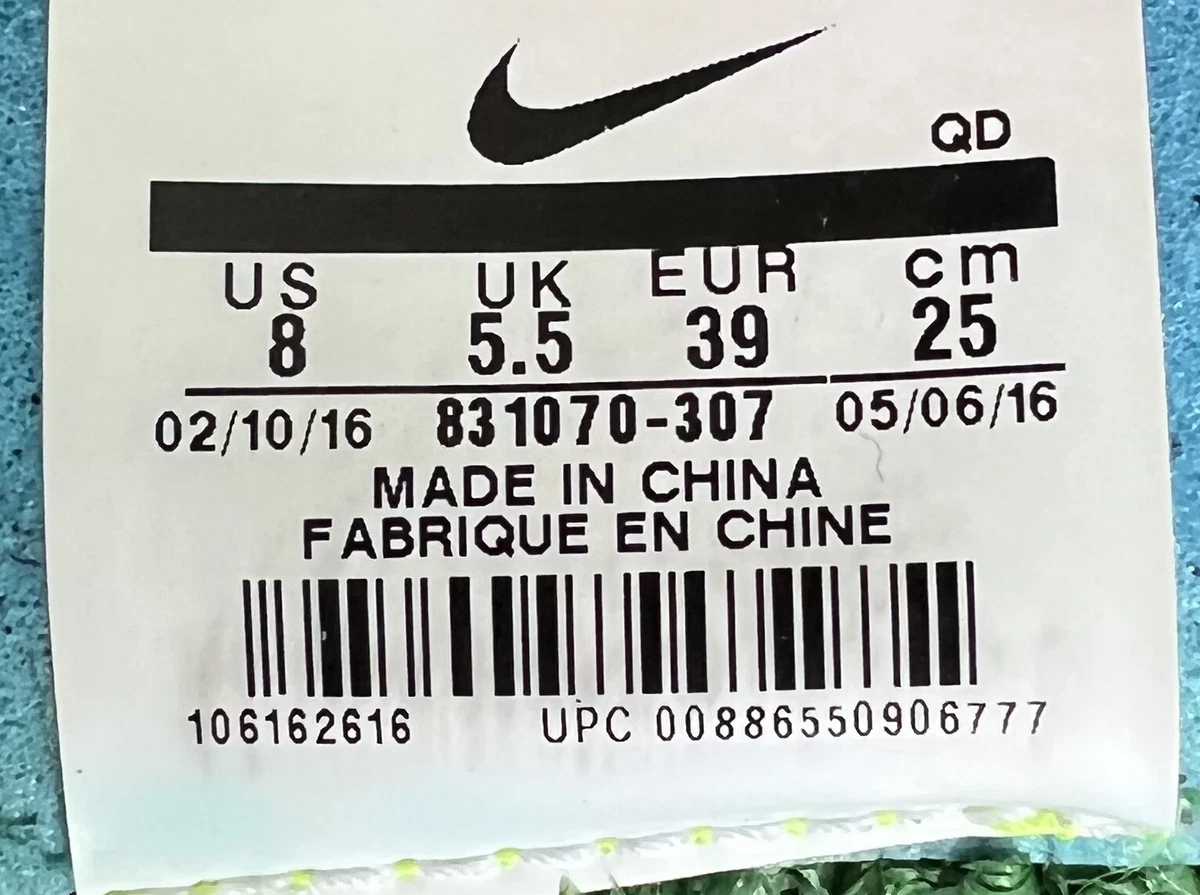 QD
US UK EUR cm
8 5.5 39 25
02/10/16 831070-307 05/06/16
MADE IN CHINA
FABRIQUE EN CHINE
106162616 UPC 00886550906777